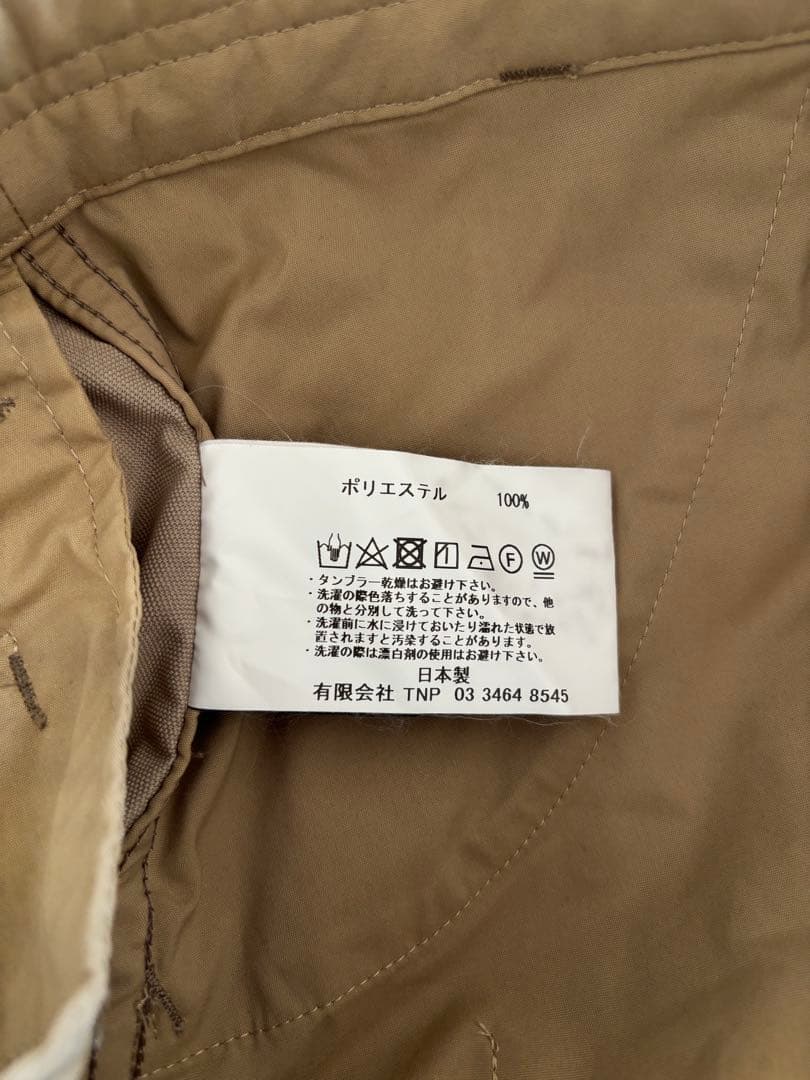 ポリエステル 100%
F W
・タンブラー乾燥はお避け下さい。
・洗濯の際色落ちすることがありますので、他
の物と分別して洗って下さい。
・洗濯前に水に浸けておいたり濡れた状態で放
置されますと汚染することがあります。
・洗濯の際は漂白剤の使用はお避け下さい。
日本製
有限会社 TNP 03 3464 8545